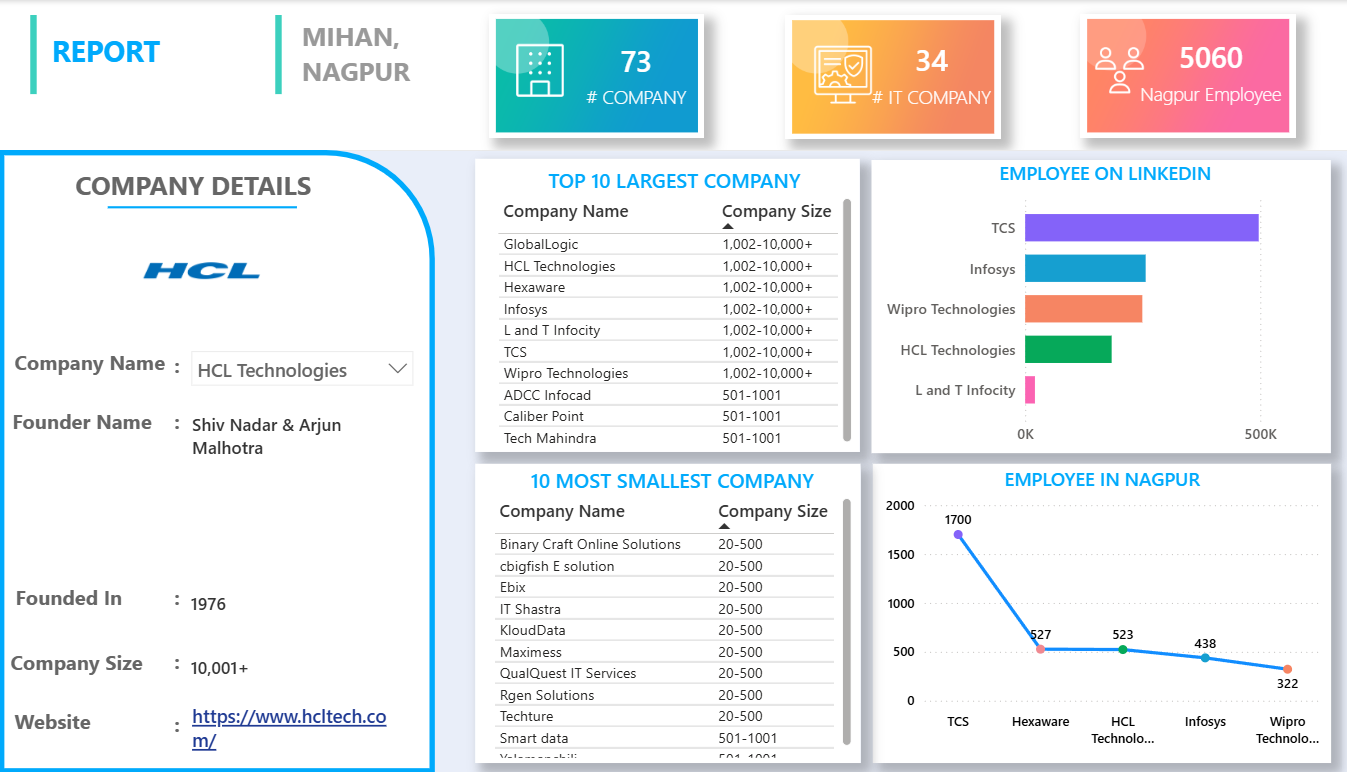 REPORT
MIHAN,
NAGPUR
73
# COMPANY
34
# IT COMPANY
5060
Nagpur Employee
COMPANY DETAILS
HCL
Company Name : HCL Technologies
Founder Name : Shiv Nadar & Arjun
Malhotra
Founded In : 1976
Company Size : 10,001+
Website : https://www.hcltech.co
m/
TOP 10 LARGEST COMPANY
Company Name Company Size
GlobalLogic 1,002-10,000+
HCL Technologies 1,002-10,000+
Hexaware 1,002-10,000+
Infosys 1,002-10,000+
L and T Infocity 1,002-10,000+
TCS 1,002-10,000+
Wipro Technologies 1,002-10,000+
ADCC Infocad 501-1001
Caliber Point 501-1001
Tech Mahindra 501-1001
EMPLOYEE ON LINKEDIN
TCS
Infosys
Wipro Technologies
HCL Technologies
L and T Infocity
0K 500K
10 MOST SMALLEST COMPANY
Company Name Company Size
Binary Craft Online Solutions 20-500
cbigfish E solution 20-500
Ebix 20-500
IT Shastra 20-500
KloudData 20-500
Maximess 20-500
QualQuest IT Services 20-500
Rgen Solutions 20-500
Techture 20-500
Smart data 501-1001
EMPLOYEE IN NAGPUR
2000
1500
1000
500
0
1700
527
523
438
322
TCS Hexaware HCL Infosys Wipro
Technolo... Technolo...